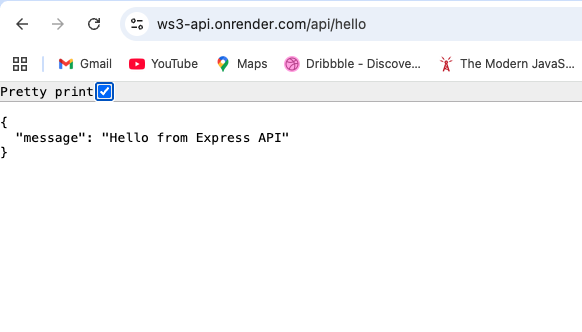 ws3-api.onrender.com/api/hello
Gmail YouTube Maps Dribbble - Discove... The Modern JavaS...
Pretty print
{
  "message": "Hello from Express API"
}